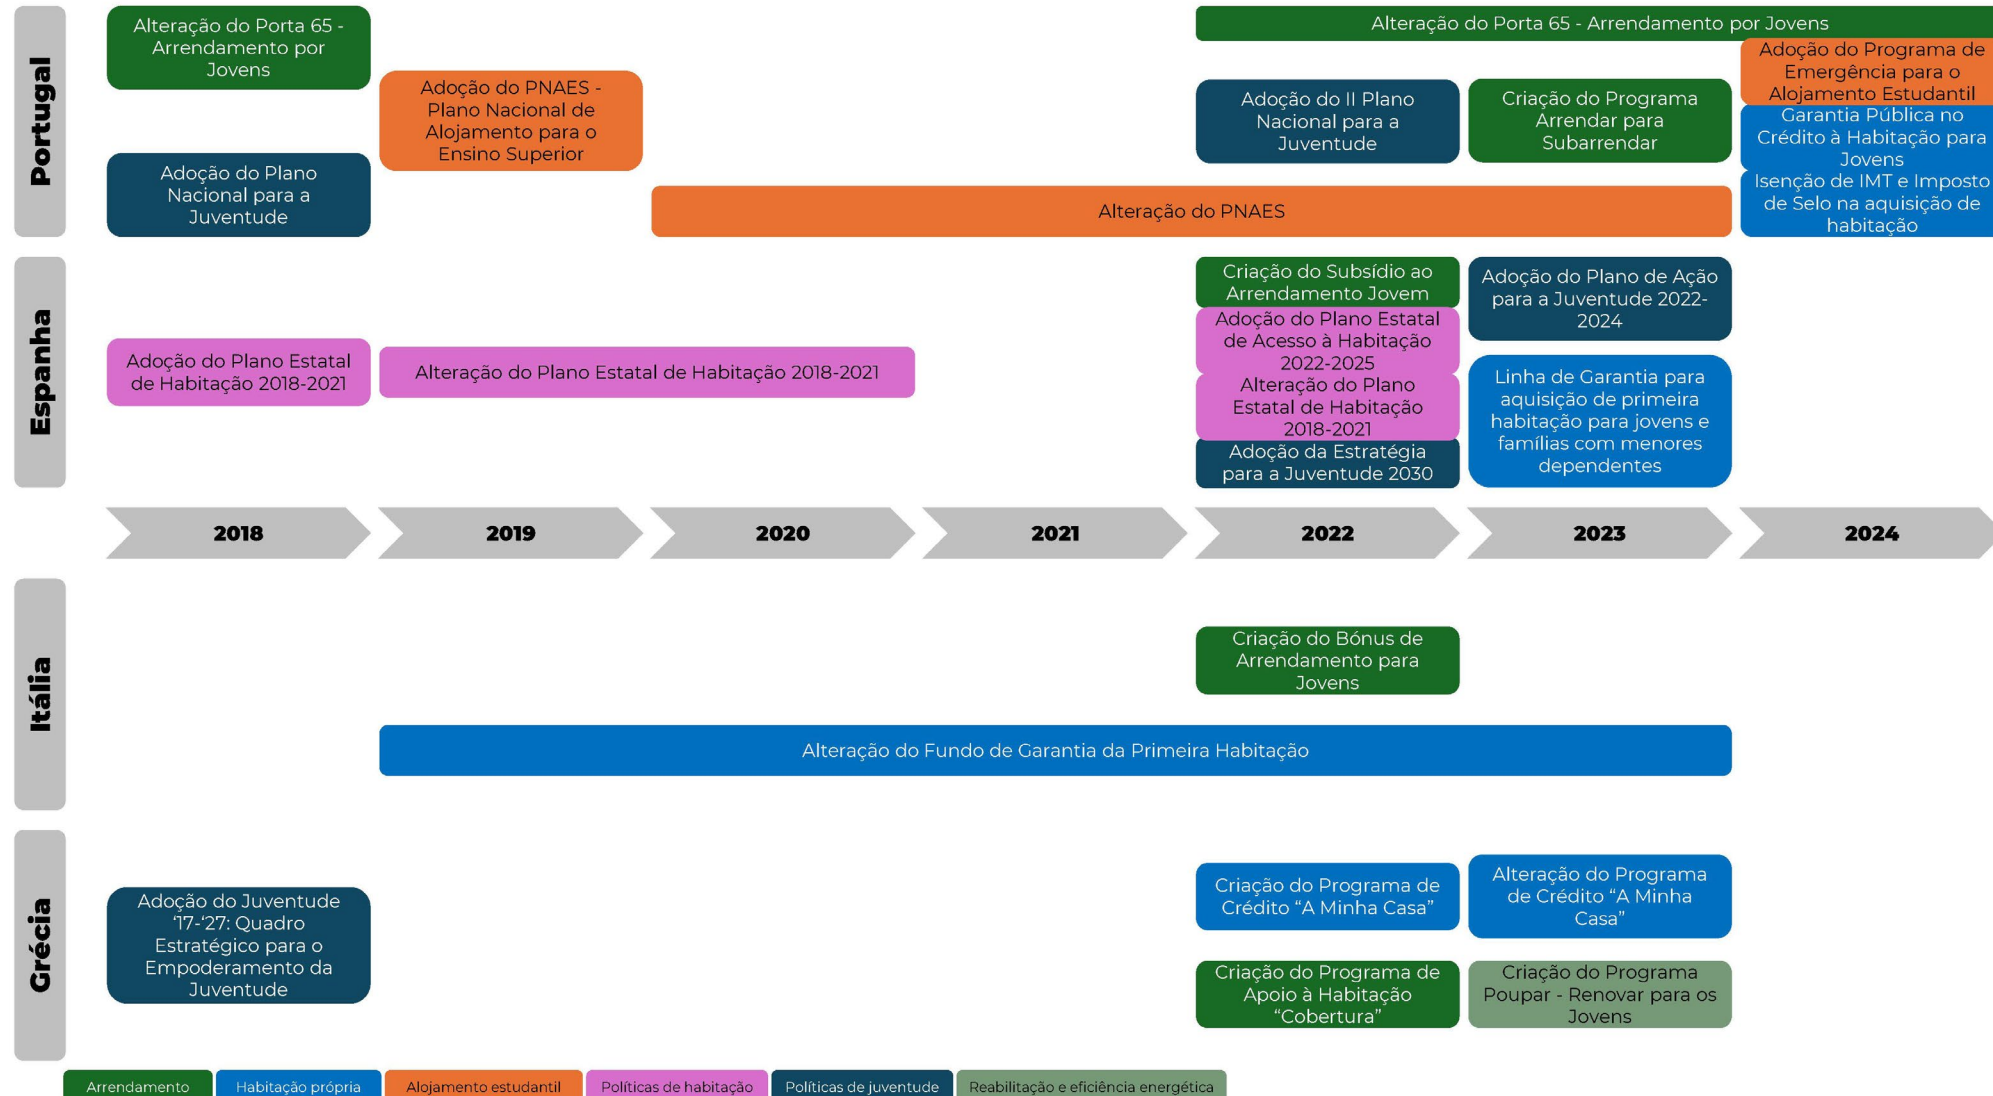 Portugal
Alteração do Porta 65 -
Arrendamento por
Jovens
Adoção do Plano
Nacional para a
Juventude
Adoção do PNAES -
Plano Nacional de
Alojamento para o
Ensino Superior
Alteração do PNAES
Alteração do Porta 65 - Arrendamento por Jovens
Adoção do II Plano
Nacional para a
Juventude
Criação do Programa
Arrendar para
Subarrendar
Adoção do Programa de
Emergência para o
Alojamento Estudantil
Garantia Pública no
Crédito à Habitação para
Jovens
Isenção de IMT e Imposto
de Selo na aquisição de
habitação
Espanha
Adoção do Plano Estatal
de Habitação 2018-2021
Alteração do Plano Estatal de Habitação 2018-2021
Criação do Subsídio ao
Arrendamento Jovem
Adoção do Plano Estatal
de Acesso à Habitação
2022-2025
Alteração do Plano
Estatal de Habitação
2018-2021
Adoção da Estratégia
para a Juventude 2030
Adoção do Plano de Ação
para a Juventude 2022-
2024
Linha de Garantia para
aquisição de primeira
habitação para jovens e
famílias com menores
dependentes
2018
2019
2020
2021
2022
2023
2024
Itália
Criação do Bónus de
Arrendamento para
Jovens
Alteração do Fundo de Garantia da Primeira Habitação
Grécia
Adoção do Juventude
‘17-‘27: Quadro
Estratégico para o
Empoderamento da
Juventude
Criação do Programa de
Crédito “A Minha Casa”
Criação do Programa de
Apoio à Habitação
“Cobertura”
Alteração do Programa
de Crédito “A Minha
Casa”
Criação do Programa
Poupar - Renovar para os
Jovens
Arrendamento
Habitação própria
Alojamento estudantil
Políticas de habitação
Políticas de juventude
Reabilitação e eficiência energética